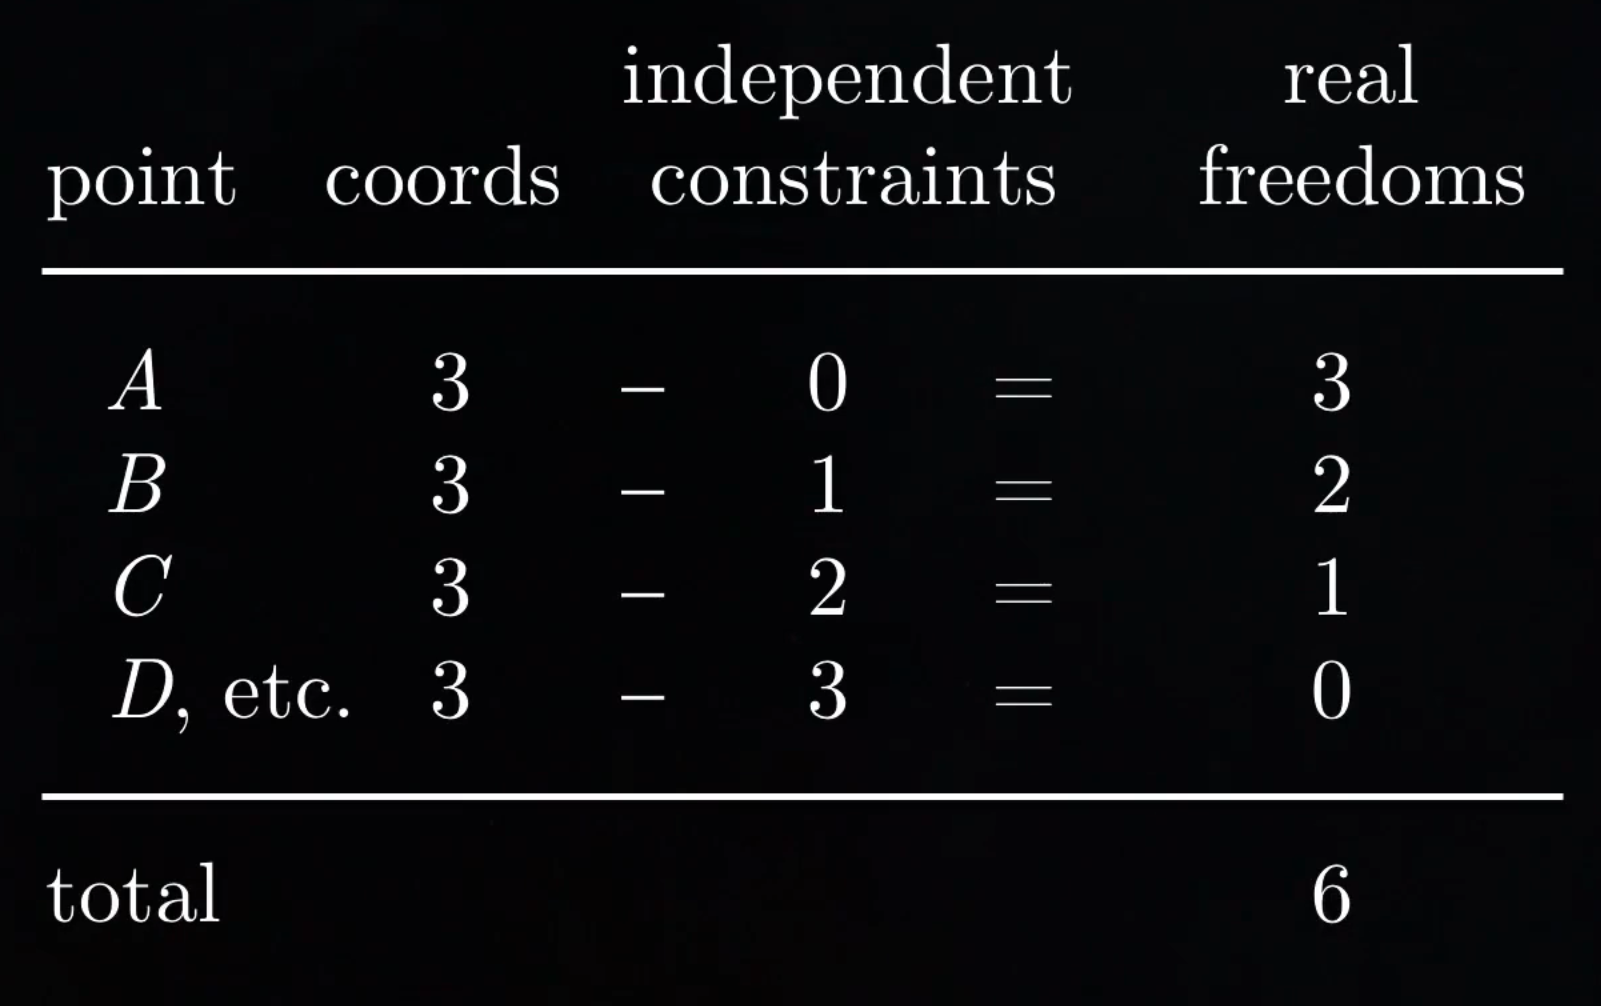 independent real
point coords constraints freedoms
A 3 – 0 = 3
B 3 – 1 = 2
C 3 – 2 = 1
D, etc. 3 – 3 = 0
total 6